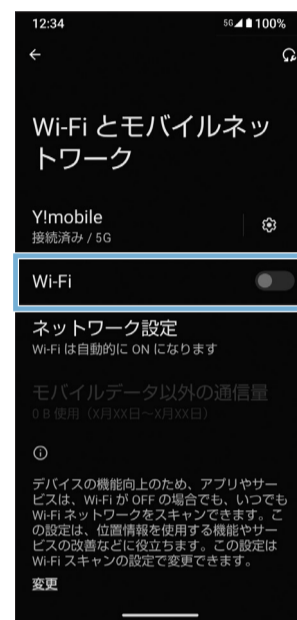 12:34
5G 100%
Wi-Fi とモバイルネッ
トワーク
Y!mobile
接続済み / 5G
Wi-Fi
ネットワーク設定
Wi-Fi は自動的に ON になります
モバイルデータ以外の通信量
0 B 使用（X月XX日～X月XX日）
デバイスの機能向上のため、アプリやサー
ビスは、Wi-Fi が OFF の場合でも、いつでも
Wi-Fi ネットワークをスキャンできます。こ
の設定は、位置情報を使用する機能やサー
ビスの改善などに役立ちます。この設定は
Wi-Fi スキャンの設定で変更できます。
変更